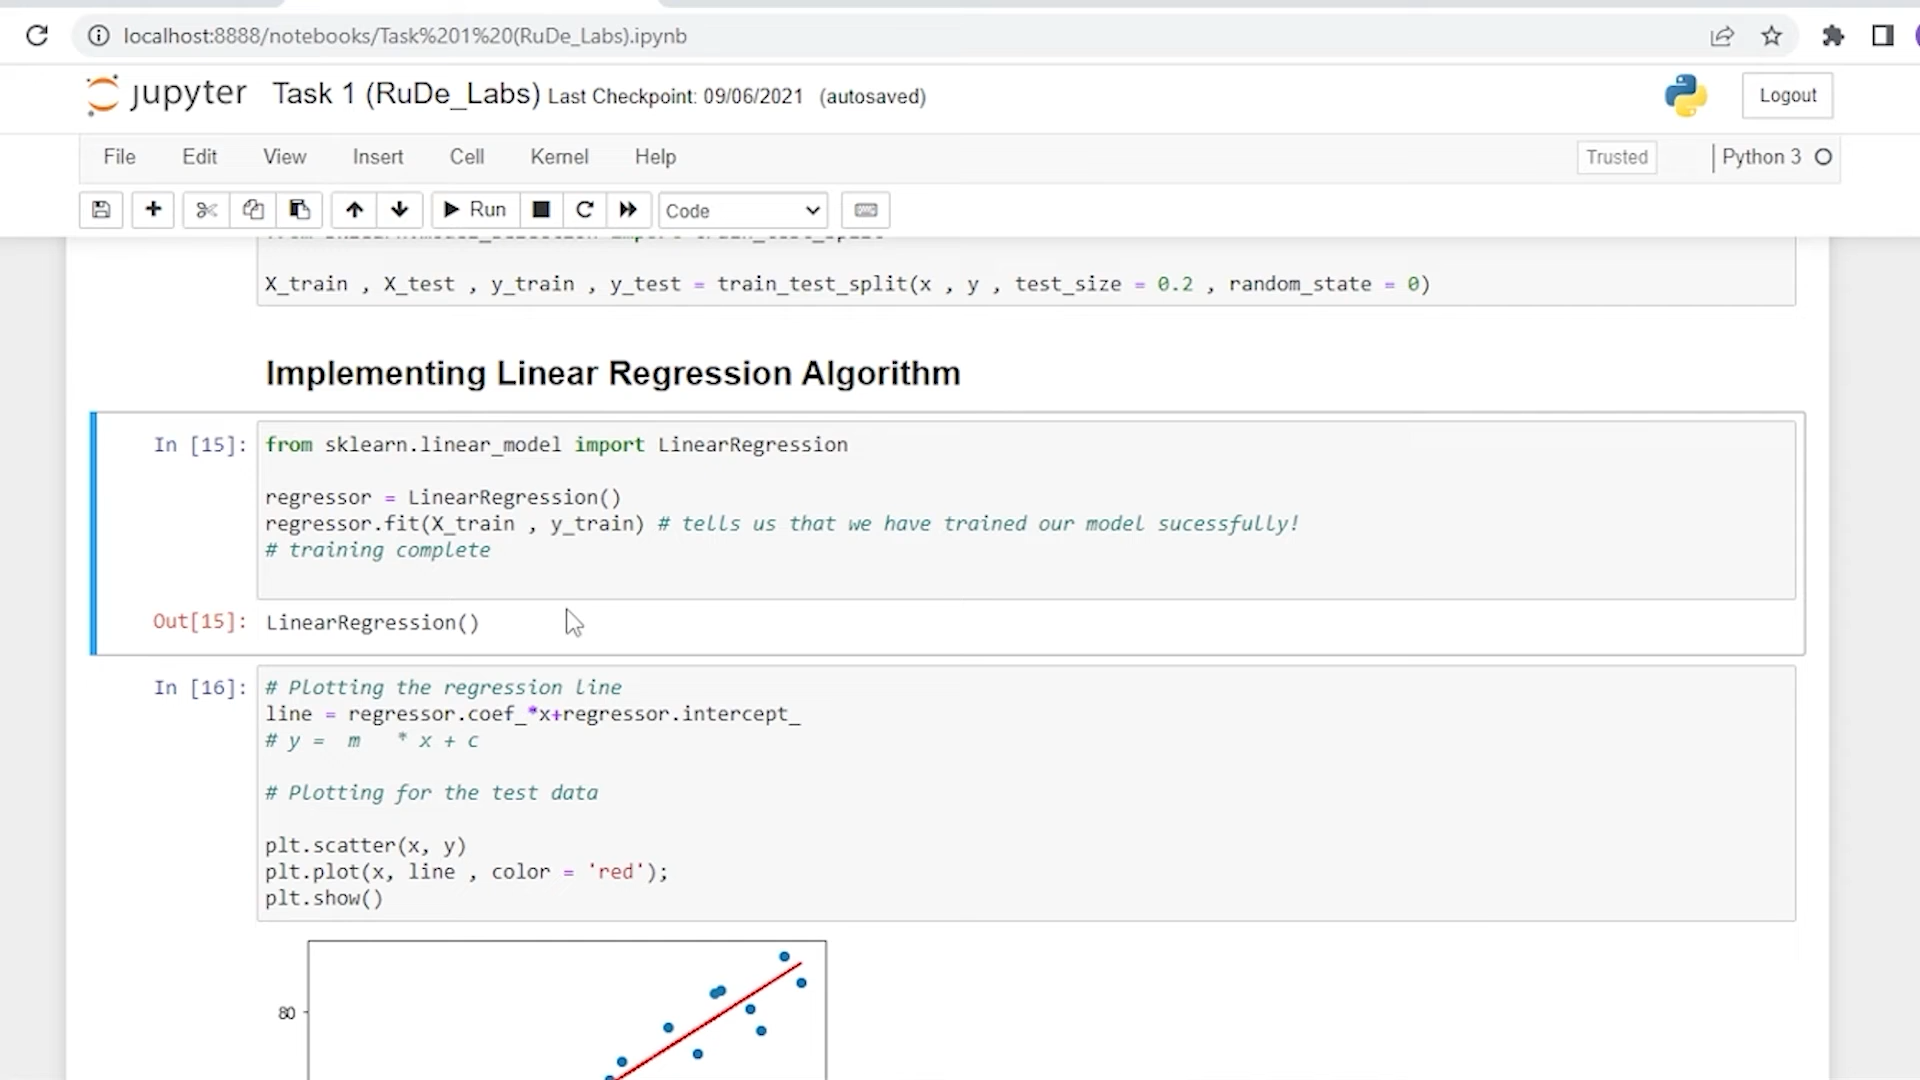 localhost:8888/notebooks/Task%201%20(RuDe_Labs).ipynb
jupyter Task 1 (RuDe_Labs) Last Checkpoint: 09/06/2021 (autosaved)
Logout
File Edit View Insert Cell Kernel Help
Trusted
Python 3
Run
Code
X_train , X_test , y_train , y_test = train_test_split(x , y , test_size = 0.2 , random_state = 0)
Implementing Linear Regression Algorithm
In [15]: from sklearn.linear_model import LinearRegression
regressor = LinearRegression()
regressor.fit(X_train , y_train) # tells us that we have trained our model sucessfully!
# training complete
Out[15]: LinearRegression()
In [16]: # Plotting the regression line
line = regressor.coef_*x+regressor.intercept_
# y = m * x + c
# Plotting for the test data
plt.scatter(x, y)
plt.plot(x, line , color = 'red');
plt.show()
80